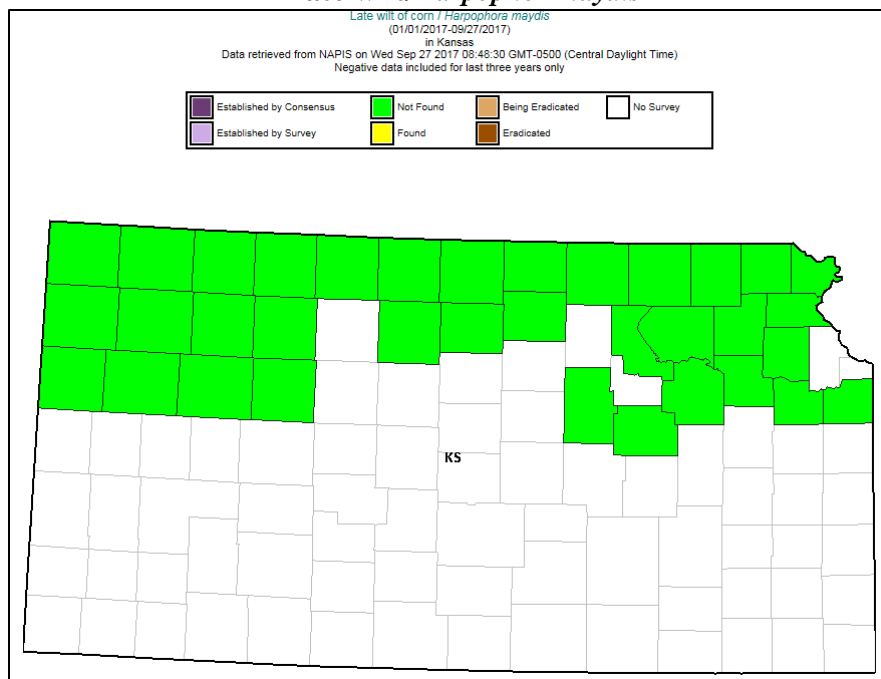 Late wilt of corn / Harpophora maydis
(01/01/2017-09/27/2017)
in Kansas
Data retrieved from NAPIS on Wed Sep 27 2017 08:48:30 GMT-0500 (Central Daylight Time)
Negative data included for last three years only
Established by Consensus
Not Found
Being Eradicated
No Survey
Established by Survey
Found
Eradicated
KS